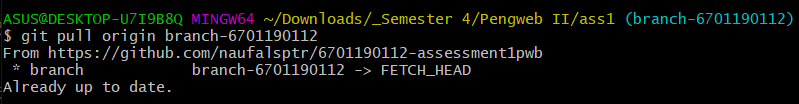 ASUS@DESKTOP-U7I9B8Q MINGW64 ~/Downloads/_Semester 4/Pengweb II/ass1 (branch-6701190112)
$ git pull origin branch-6701190112
From https://github.com/naufalsptr/6701190112-assessment1pwb
 * branch            branch-6701190112 -> FETCH_HEAD
Already up to date.